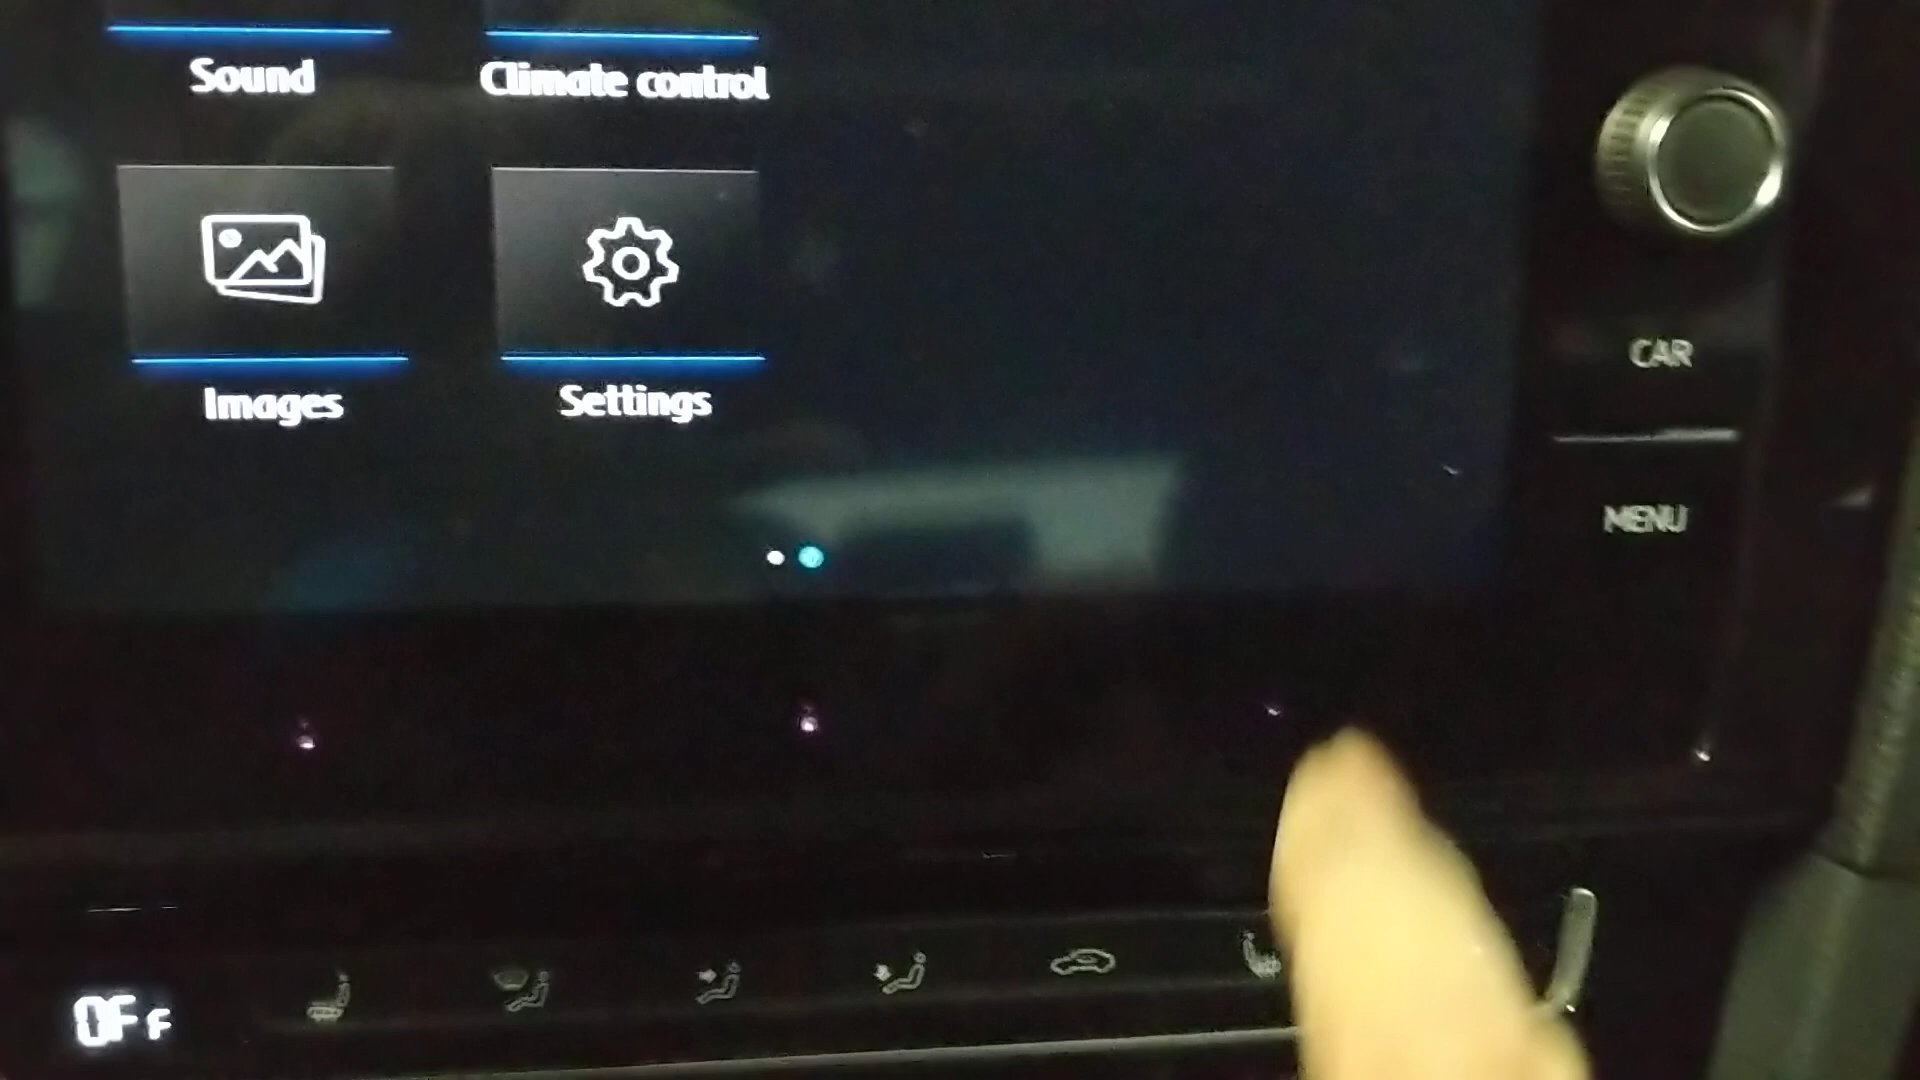 Sound
Climate control
Images
Settings
CAR
MENU
OFF